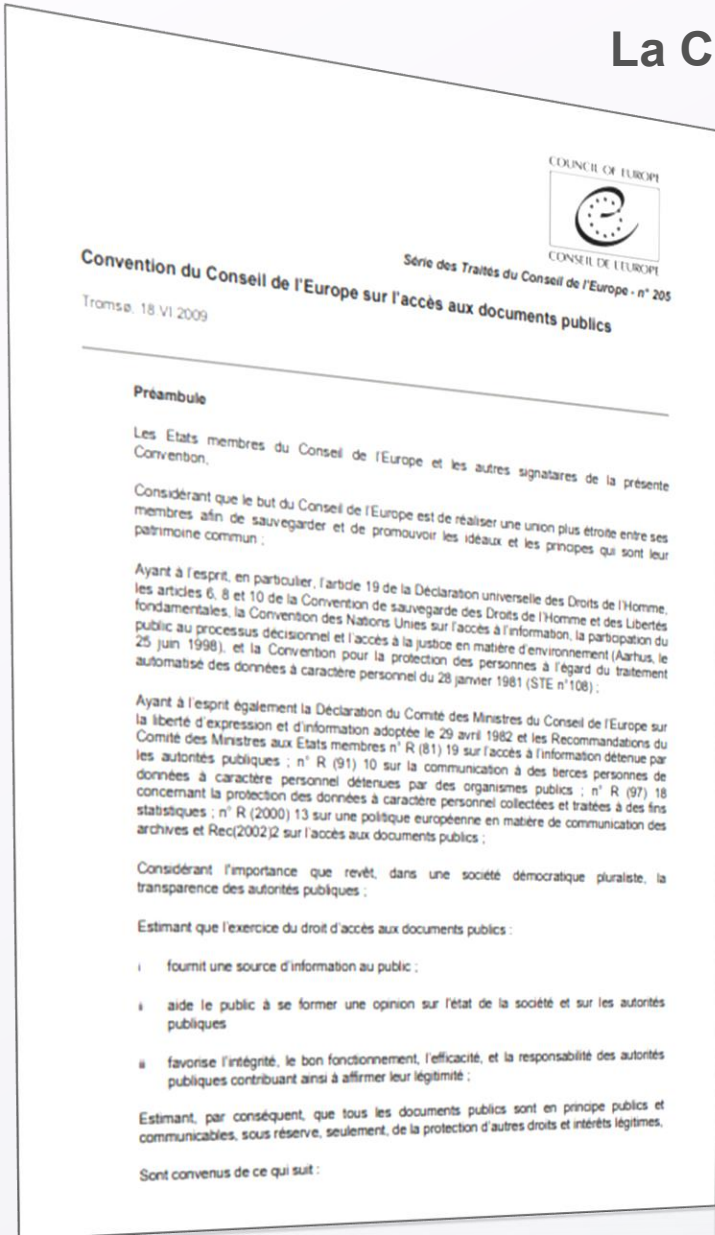 La C
COUNCIL OF EUROPE
CONSEIL DE L'EUROPE
Série des Traités du Conseil de l'Europe - n° 205
Convention du Conseil de l'Europe sur l'accès aux documents publics
Tromsø, 18.VI.2009
Préambule
Les Etats membres du Conseil de l'Europe et les autres signataires de la présente
Convention,
Considérant que le but du Conseil de l'Europe est de réaliser une union plus étroite entre ses
membres afin de sauvegarder et de promouvoir les idéaux et les principes qui sont leur
patrimoine commun ;
Ayant à l'esprit, en particulier, l'article 19 de la Déclaration universelle des Droits de l'Homme,
les articles 6, 8 et 10 de la Convention de sauvegarde des Droits de l'Homme et des Libertés
fondamentales, la Convention des Nations Unies sur l'accès à l'information, la participation du
public au processus décisionnel et l'accès à la justice en matière d'environnement (Aarhus, le
25 juin 1998), et la Convention pour la protection des personnes à l'égard du traitement
automatisé des données à caractère personnel du 28 janvier 1981 (STE n°108) ;
Ayant à l'esprit également la Déclaration du Comité des Ministres du Conseil de l'Europe sur
la liberté d'expression et d'information adoptée le 29 avril 1982 et les Recommandations du
Comité des Ministres aux Etats membres n° R (81) 19 sur l'accès à l'information détenue par
les autorités publiques ; n° R (91) 10 sur la communication à des tierces personnes de
données à caractère personnel détenues par des organismes publics ; n° R (97) 18
concernant la protection des données à caractère personnel collectées et traitées à des fins
statistiques ; n° R (2000) 13 sur une politique européenne en matière de communication des
archives et Rec(2002)2 sur l'accès aux documents publics ;
Considérant l'importance que revêt, dans une société démocratique pluraliste, la
transparence des autorités publiques ;
Estimant que l'exercice du droit d'accès aux documents publics :
i fournit une source d'information au public ;
ii aide le public à se former une opinion sur l'état de la société et sur les autorités
publiques
iii favorise l'intégrité, le bon fonctionnement, l'efficacité, et la responsabilité des autorités
publiques contribuant ainsi à affirmer leur légitimité ;
Estimant, par conséquent, que tous les documents publics sont en principe publics et
communicables, sous réserve, seulement, de la protection d'autres droits et intérêts légitimes,
Sont convenus de ce qui suit :